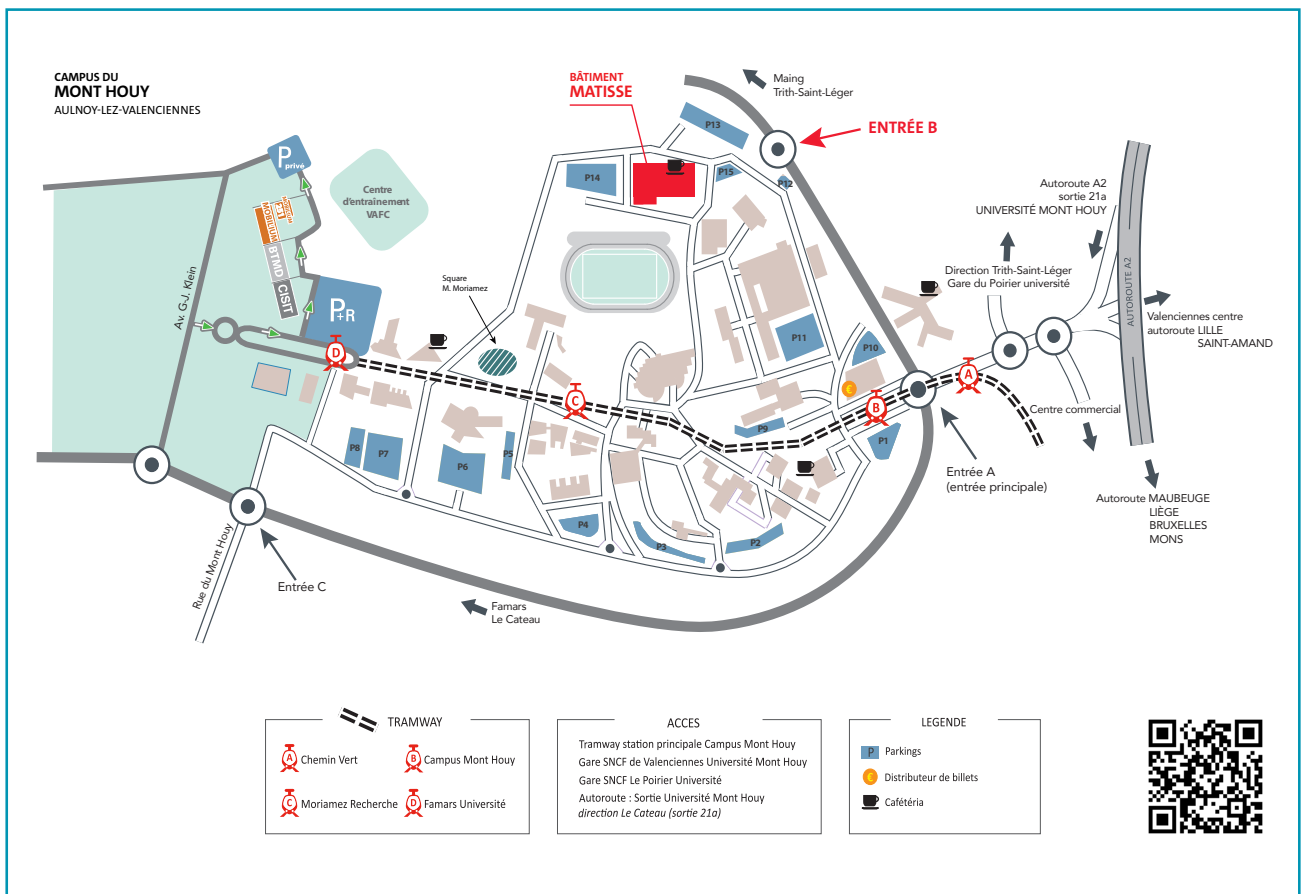 CAMPUS DU
MONT HOUY
AULNOY-LEZ-VALENCIENNES
BÂTIMENT
MATISSE
Maing
Trith-Saint-Léger
ENTRÉE B
P13
P14
P15
P12
P
privé
Centre
d'entraînement
VAFC
MOBILIUM
BTMD
CISIT
Av. G-J. Klein
P
+R
D
Square
M. Moriamez
C
P11
P10
€
B
A
P9
P1
Autoroute A2
sortie 21a
UNIVERSITÉ MONT HOUY
Direction Trith-Saint-Léger
Gare du Poirier université
AUTOROUTE A2
Valenciennes centre
autoroute LILLE
SAINT-AMAND
Centre commercial
Entrée A
(entrée principale)
Autoroute MAUBEUGE
LIÈGE
BRUXELLES
MONS
P8
P7
P6
P5
P4
P3
P2
Rue du Mont Houy
Entrée C
Famars
Le Cateau
TRAMWAY
A Chemin Vert
B Campus Mont Houy
C Moriamez Recherche
D Famars Université
ACCES
Tramway station principale Campus Mont Houy
Gare SNCF de Valenciennes Université Mont Houy
Gare SNCF Le Poirier Université
Autoroute : Sortie Université Mont Houy
direction Le Cateau (sortie 21a)
LEGENDE
P Parkings
€ Distributeur de billets
Cafétéria